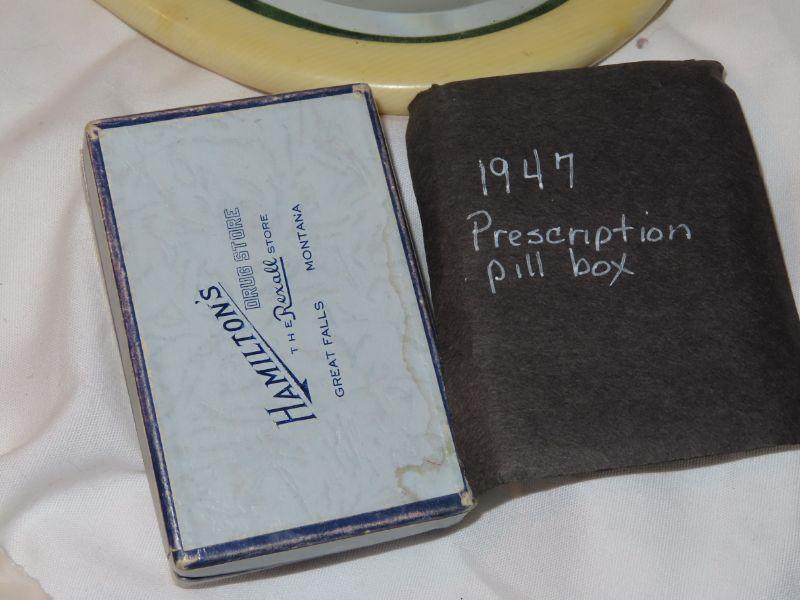 HAMILTON'S
DRUG STORE
THE Rexall STORE
GREAT FALLS MONTANA
1947
Prescription
pill box